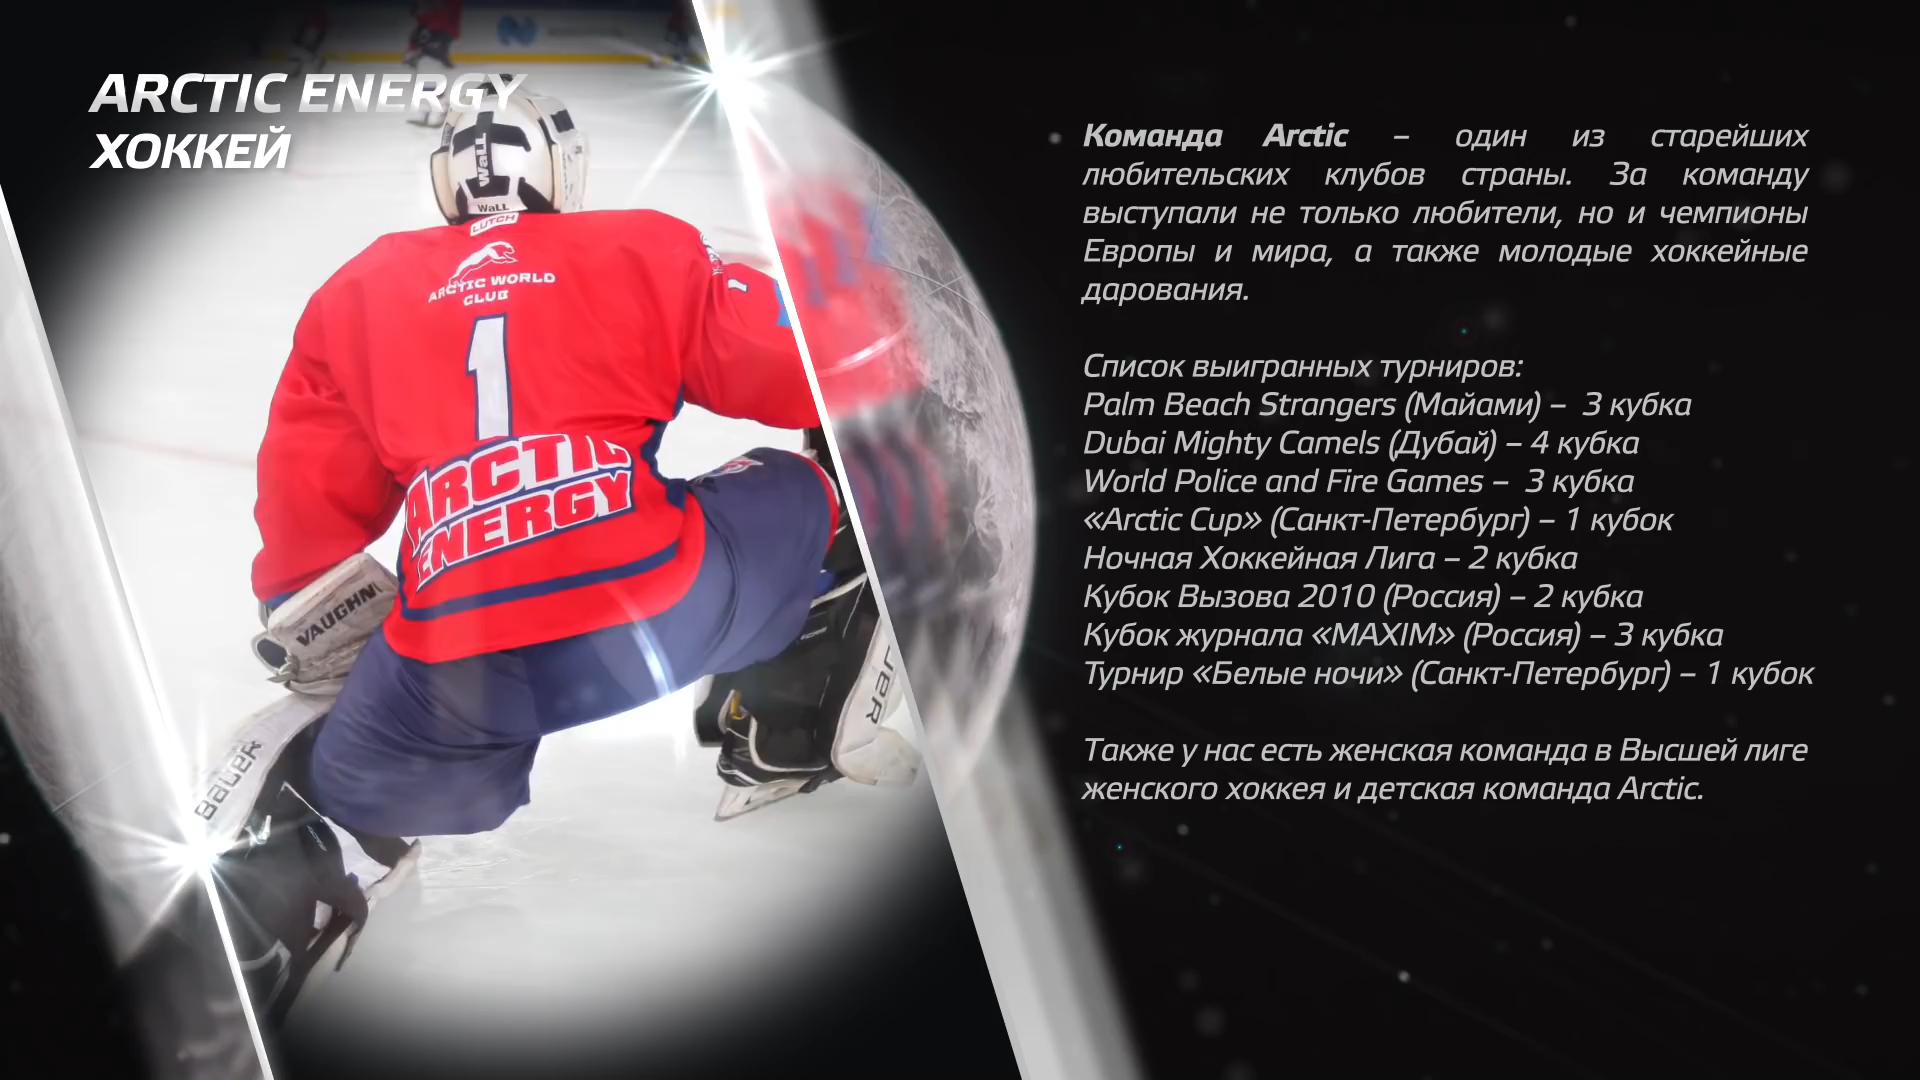 ARCTIC ENERGY
ХОККЕЙ
WaLL
WaLL
CLUTCH
ARCTIC WORLD
CLUB
1
ARCTIC
ENERGY
VAUGHN
BAUER
Команда Arctic – один из старейших
любительских клубов страны. За команду
выступали не только любители, но и чемпионы
Европы и мира, а также молодые хоккейные
дарования.
Список выигранных турниров:
Palm Beach Strangers (Майами) – 3 кубка
Dubai Mighty Camels (Дубай) – 4 кубка
World Police and Fire Games – 3 кубка
«Arctic Cup» (Санкт-Петербург) – 1 кубок
Ночная Хоккейная Лига – 2 кубка
Кубок Вызова 2010 (Россия) – 2 кубка
Кубок журнала «MAXIM» (Россия) – 3 кубка
Турнир «Белые ночи» (Санкт-Петербург) – 1 кубок
Также у нас есть женская команда в Высшей лиге
женского хоккея и детская команда Arctic.